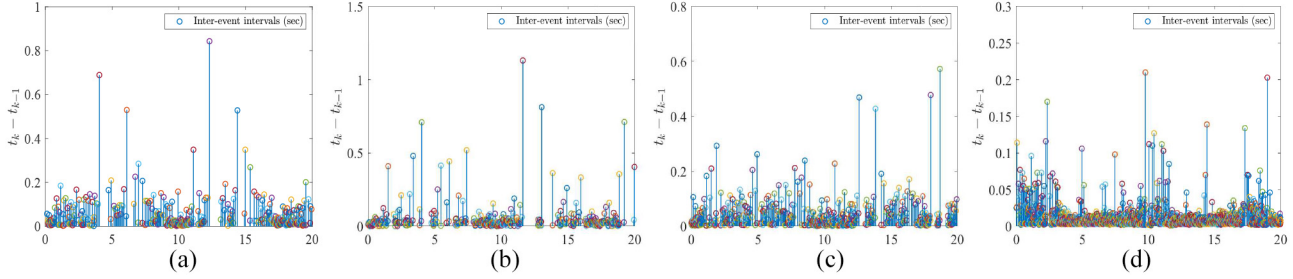 1
0.8
0.6
0.4
0.2
0
t_k − t_{k−1}
Inter-event intervals (sec)
0 5 10 15 20
(a)
1.5
1
0.5
0
t_k − t_{k−1}
Inter-event intervals (sec)
0 5 10 15 20
(b)
0.8
0.6
0.4
0.2
0
t_k − t_{k−1}
Inter-event intervals (sec)
0 5 10 15 20
(c)
0.3
0.25
0.2
0.15
0.1
0.05
0
t_k − t_{k−1}
Inter-event intervals (sec)
0 5 10 15 20
(d)